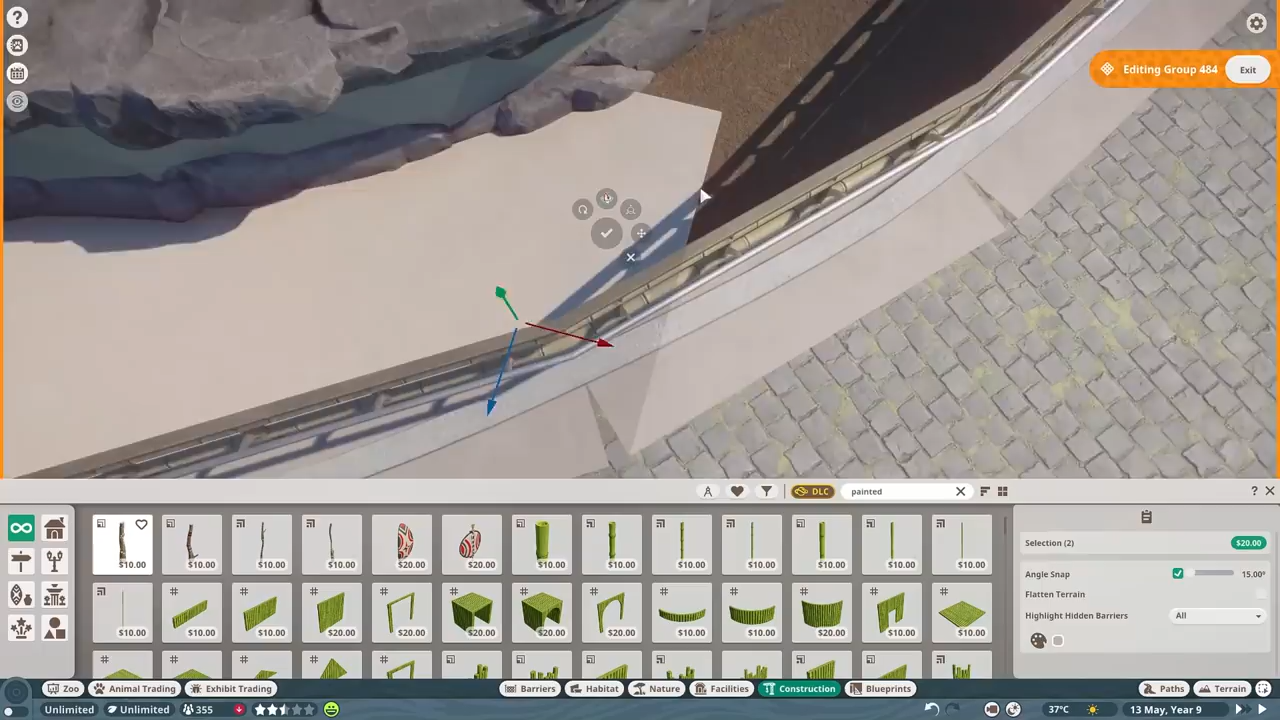 ?
Editing Group 484
Exit
DLC
painted
? ×
$10.00 $10.00 $10.00 $10.00 $20.00 $20.00 $10.00 $10.00 $10.00 $10.00 $10.00 $10.00 $10.00
$10.00 $10.00 $10.00 $10.00 $20.00 $20.00 $20.00 $20.00 $10.00 $10.00 $20.00 $10.00 $10.00
Selection (2) $20.00
Angle Snap 15.00°
Flatten Terrain
Highlight Hidden Barriers All
Zoo Animal Trading Exhibit Trading Barriers Habitat Nature Facilities Construction Blueprints Paths Terrain
Unlimited Unlimited 355 37°C 13 May, Year 9